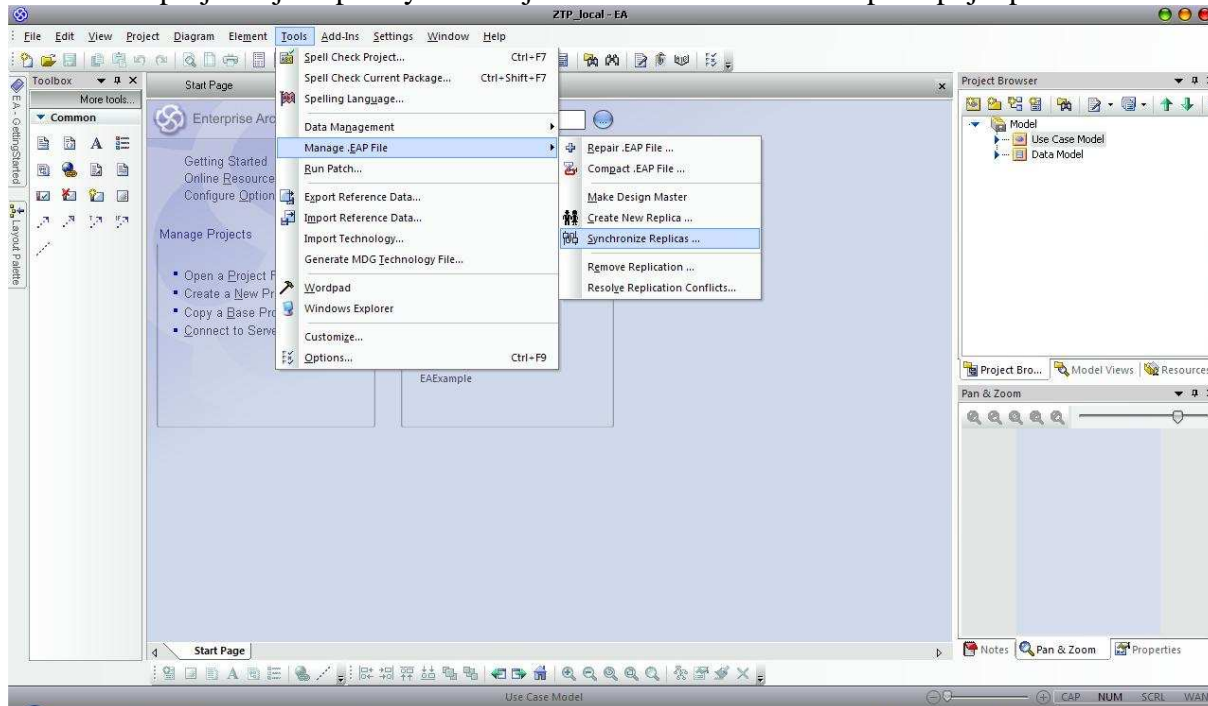 ZTP_local - EA
File Edit View Project Diagram Element Tools Add-Ins Settings Window Help
Toolbox
More tools...
Common
EA - GettingStarted
Layout Palette
Start Page
Enterprise Arc
Getting Started
Online Resource
Configure Option
Manage Projects
Open a Project F
Create a New Pr
Copy a Base Pro
Connect to Serve
EAExample
Spell Check Project... Ctrl+F7
Spell Check Current Package... Ctrl+Shift+F7
Spelling Language...
Data Management
Manage .EAP File
Run Patch...
Export Reference Data...
Import Reference Data...
Import Technology...
Generate MDG Technology File...
Wordpad
Windows Explorer
Customize...
Options... Ctrl+F9
Repair .EAP File ...
Compact .EAP File ...
Make Design Master
Create New Replica ...
Synchronize Replicas ...
Remove Replication ...
Resolve Replication Conflicts...
Project Browser
Model
Use Case Model
Data Model
Project Bro... Model Views Resources
Pan & Zoom
Notes Pan & Zoom Properties
Start Page
Use Case Model
CAP NUM SCRL WAN